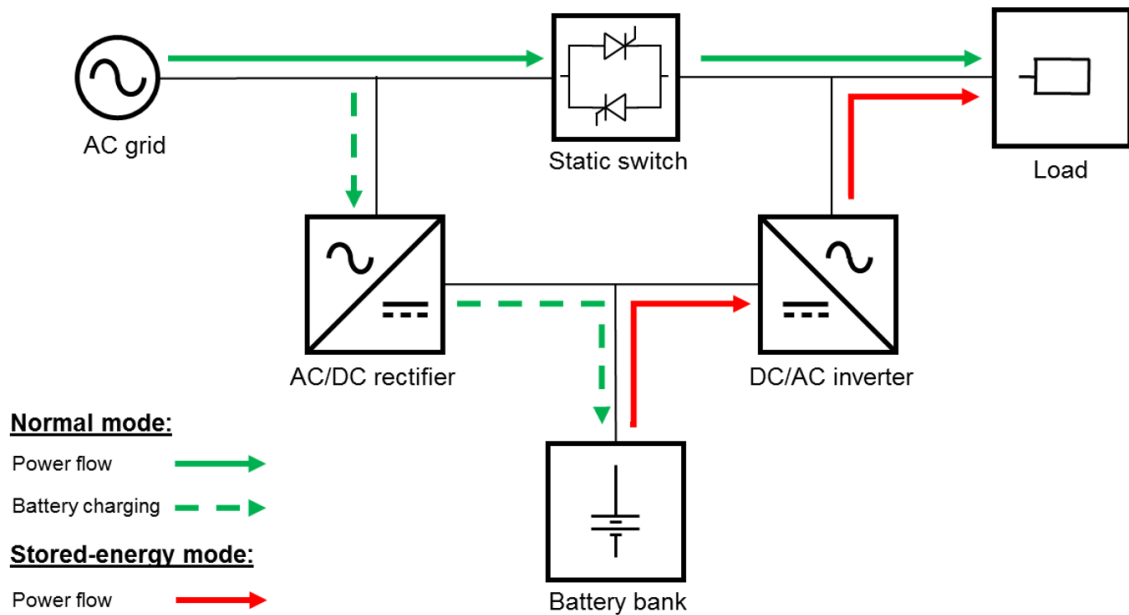 AC grid
Static switch
Load
AC/DC rectifier
DC/AC inverter
Normal mode:
Power flow
Battery charging
Stored-energy mode:
Power flow
Battery bank